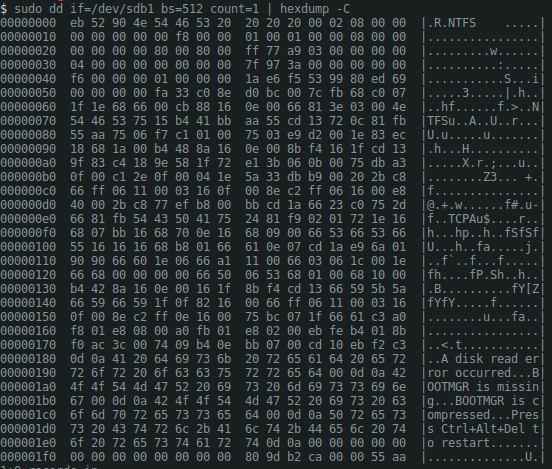 $ sudo dd if=/dev/sdb1 bs=512 count=1 | hexdump -C
00000000  eb 52 90 4e 54 46 53 20  20 20 20 00 02 08 00 00  |.R.NTFS    .....|
00000010  00 00 00 00 00 f8 00 00  01 00 01 00 00 08 00 00  |................|
00000020  00 00 00 00 80 00 80 00  ff 77 a9 03 00 00 00 00  |.........w......|
00000030  04 00 00 00 00 00 00 00  7f 97 3a 00 00 00 00 00  |..........:.....|
00000040  f6 00 00 00 01 00 00 00  1a e6 f5 53 99 80 ed 69  |...........S...i|
00000050  00 00 00 00 fa 33 c0 8e  d0 bc 00 7c fb 68 c0 07  |.....3.....|.h..|
00000060  1f 1e 68 66 00 cb 88 16  0e 00 66 81 3e 03 00 4e  |..hf......f.>..N|
00000070  54 46 53 75 15 b4 41 bb  aa 55 cd 13 72 0c 81 fb  |TFSu..A..U..r...|
00000080  55 aa 75 06 f7 c1 01 00  75 03 e9 d2 00 1e 83 ec  |U.u.....u.......|
00000090  18 68 1a 00 b4 48 8a 16  0e 00 8b f4 16 1f cd 13  |.h...H..........|
000000a0  9f 83 c4 18 9e 58 1f 72  e1 3b 06 0b 00 75 db a3  |.....X.r.;...u..|
000000b0  0f 00 c1 2e 0f 00 04 1e  5a 33 db b9 00 20 2b c8  |........Z3... +.|
000000c0  66 ff 06 11 00 03 16 0f  00 8e c2 ff 06 16 00 e8  |f...............|
000000d0  40 00 2b c8 77 ef b8 00  bb cd 1a 66 23 c0 75 2d  |@.+.w......f#.u-|
000000e0  66 81 fb 54 43 50 41 75  24 81 f9 02 01 72 1e 16  |f..TCPAu$....r..|
000000f0  68 07 bb 16 68 70 0e 16  68 09 00 66 53 66 53 66  |h...hp..h..fSfSf|
00000100  55 16 16 16 68 b8 01 66  61 0e 07 cd 1a e9 6a 01  |U...h..fa.....j.|
00000110  90 90 66 60 1e 06 66 a1  11 00 66 03 06 1c 00 1e  |..f`..f...f.....|
00000120  66 68 00 00 00 00 66 50  06 53 68 01 00 68 10 00  |fh....fP.Sh..h..|
00000130  b4 42 8a 16 0e 00 16 1f  8b f4 cd 13 66 59 5b 5a  |.B..........fY[Z|
00000140  66 59 66 59 1f 0f 82 16  00 66 ff 06 11 00 03 16  |fYfY.....f......|
00000150  0f 00 8e c2 ff 0e 16 00  75 bc 07 1f 66 61 c3 a0  |........u...fa..|
00000160  f8 01 e8 08 00 a0 fb 01  e8 02 00 eb fe b4 01 8b  |................|
00000170  f0 ac 3c 00 74 09 b4 0e  bb 07 00 cd 10 eb f2 c3  |..<.t...........|
00000180  0d 0a 41 20 64 69 73 6b  20 72 65 61 64 20 65 72  |..A disk read er|
00000190  72 6f 72 20 6f 63 63 75  72 72 65 64 00 0d 0a 42  |ror occurred...B|
000001a0  4f 4f 54 4d 47 52 20 69  73 20 6d 69 73 73 69 6e  |OOTMGR is missin|
000001b0  67 00 0d 0a 42 4f 4f 54  4d 47 52 20 69 73 20 63  |g...BOOTMGR is c|
000001c0  6f 6d 70 72 65 73 73 65  64 00 0d 0a 50 72 65 73  |ompressed...Pres|
000001d0  73 20 43 74 72 6c 2b 41  6c 74 2b 44 65 6c 20 74  |s Ctrl+Alt+Del t|
000001e0  6f 20 72 65 73 74 61 72  74 0d 0a 00 00 00 00 00  |o restart.......|
000001f0  00 00 00 00 00 00 00 00  80 9d b2 ca 00 00 55 aa  |..............U.|